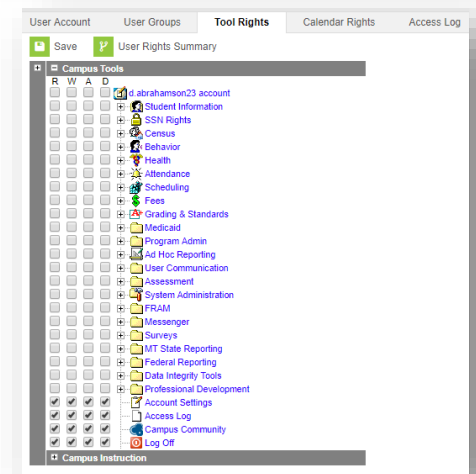 User Account User Groups Tool Rights Calendar Rights Access Log
Save User Rights Summary
Campus Tools
R W A D
d.abrahamson23 account
Student Information
SSN Rights
Census
Behavior
Health
Attendance
Scheduling
Fees
Grading & Standards
Medicaid
Program Admin
Ad Hoc Reporting
User Communication
Assessment
System Administration
FRAM
Messenger
Surveys
MT State Reporting
Federal Reporting
Data Integrity Tools
Professional Development
Account Settings
Access Log
Campus Community
Log Off
Campus Instruction